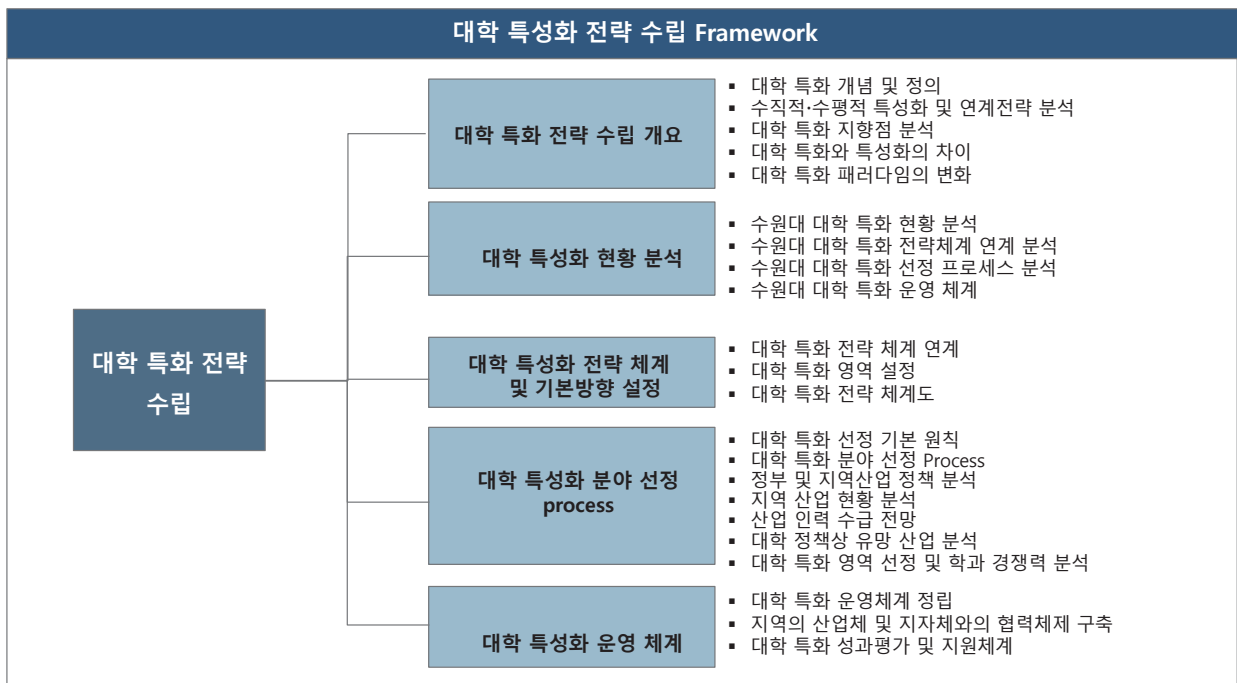 대학 특성화 전략 수립 Framework
대학 특화 전략
수립
대학 특화 전략 수립 개요
▪ 대학 특화 개념 및 정의
▪ 수직적·수평적 특성화 및 연계전략 분석
▪ 대학 특화 지향점 분석
▪ 대학 특화와 특성화의 차이
▪ 대학 특화 패러다임의 변화
대학 특성화 현황 분석
▪ 수원대 대학 특화 현황 분석
▪ 수원대 대학 특화 전략체계 연계 분석
▪ 수원대 대학 특화 선정 프로세스 분석
▪ 수원대 대학 특화 운영 체계
대학 특성화 전략 체계
및 기본방향 설정
▪ 대학 특화 전략 체계 연계
▪ 대학 특화 영역 설정
▪ 대학 특화 전략 체계도
대학 특성화 분야 선정
process
▪ 대학 특화 선정 기본 원칙
▪ 대학 특화 분야 선정 Process
▪ 정부 및 지역산업 정책 분석
▪ 지역 산업 현황 분석
▪ 산업 인력 수급 전망
▪ 대학 정책상 유망 산업 분석
▪ 대학 특화 영역 선정 및 학과 경쟁력 분석
대학 특성화 운영 체계
▪ 대학 특화 운영체계 정립
▪ 지역의 산업체 및 지자체와의 협력체제 구축
▪ 대학 특화 성과평가 및 지원체계